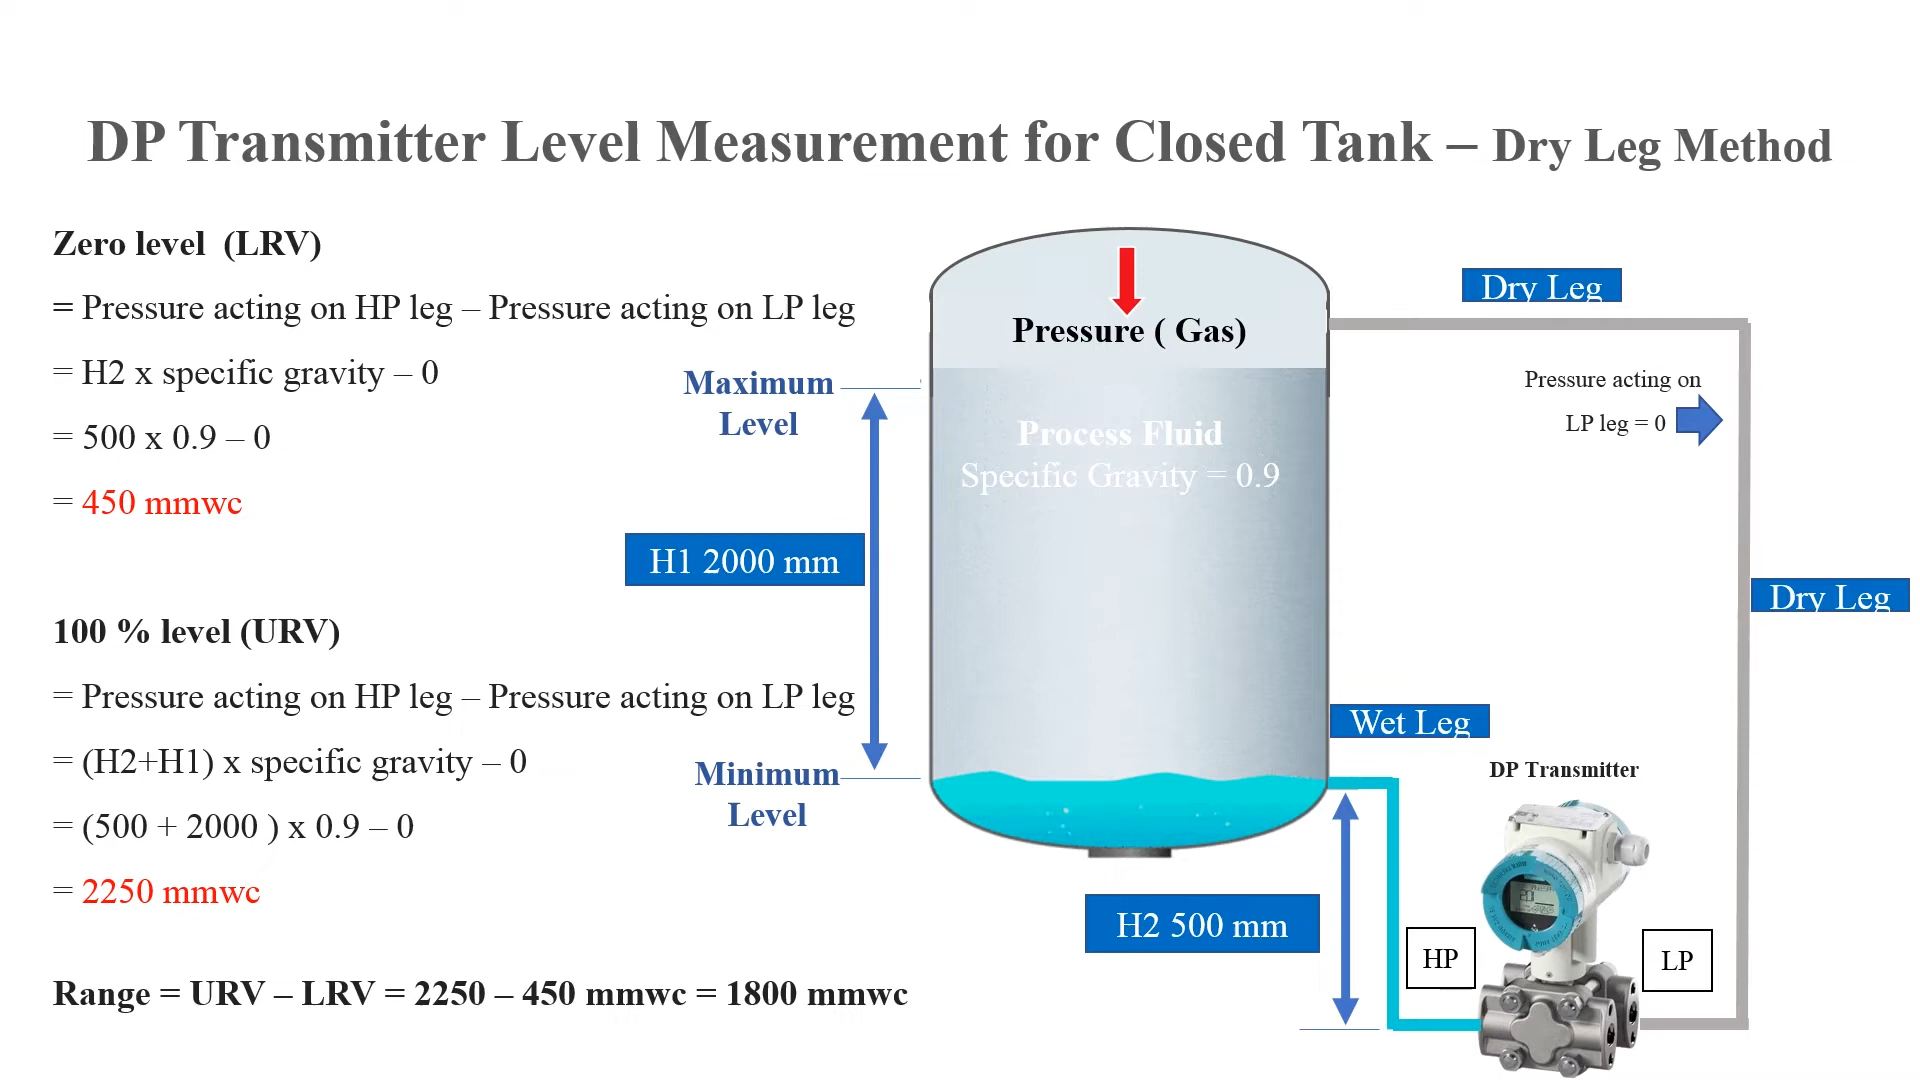 DP Transmitter Level Measurement for Closed Tank – Dry Leg Method
Zero level (LRV)
= Pressure acting on HP leg – Pressure acting on LP leg
= H2 x specific gravity – 0
= 500 x 0.9 – 0
= 450 mmwc
100 % level (URV)
= Pressure acting on HP leg – Pressure acting on LP leg
= (H2+H1) x specific gravity – 0
= (500 + 2000 ) x 0.9 – 0
= 2250 mmwc
Range = URV – LRV = 2250 – 450 mmwc = 1800 mmwc
Maximum
Level
H1 2000 mm
Minimum
Level
Pressure ( Gas)
Process Fluid
Specific Gravity = 0.9
Dry Leg
Pressure acting on
LP leg = 0
Dry Leg
Wet Leg
DP Transmitter
H2 500 mm
HP
LP